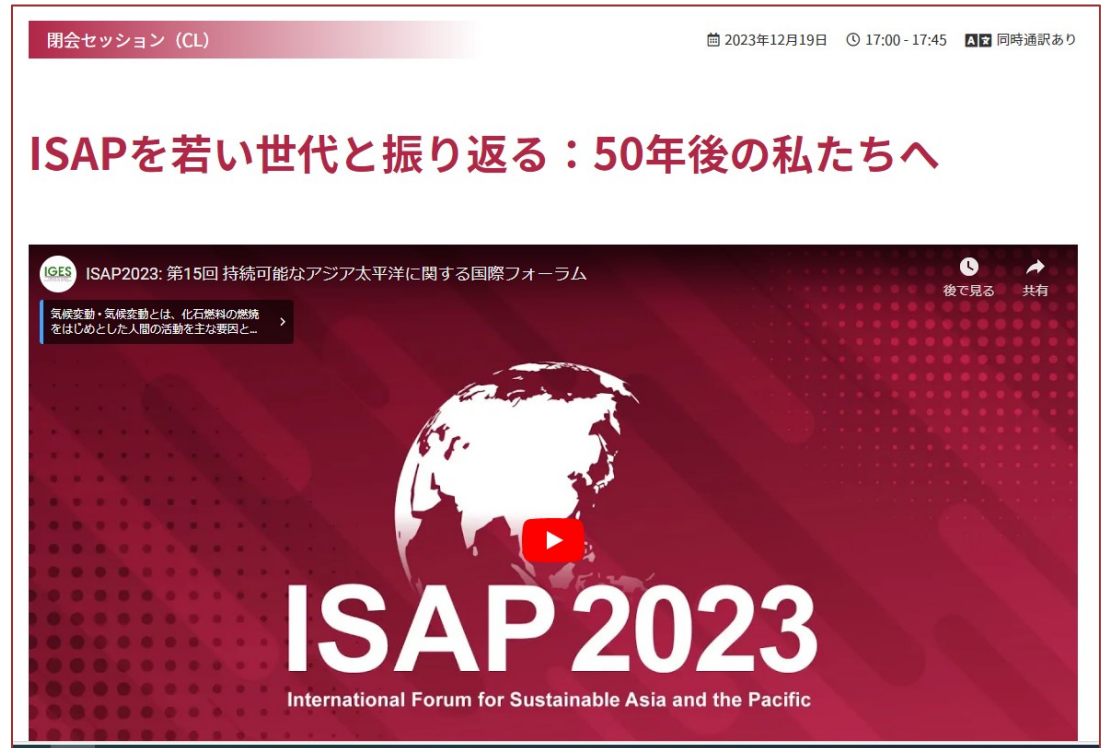 閉会セッション（CL）
2023年12月19日 17:00 - 17:45 同時通訳あり
ISAPを若い世代と振り返る：50年後の私たちへ
IGES
ISAP2023: 第15回 持続可能なアジア太平洋に関する国際フォーラム
後で見る 共有
気候変動・気候変動とは、化石燃料の燃焼
をはじめとした人間の活動を主な要因と...
ISAP 2023
International Forum for Sustainable Asia and the Pacific